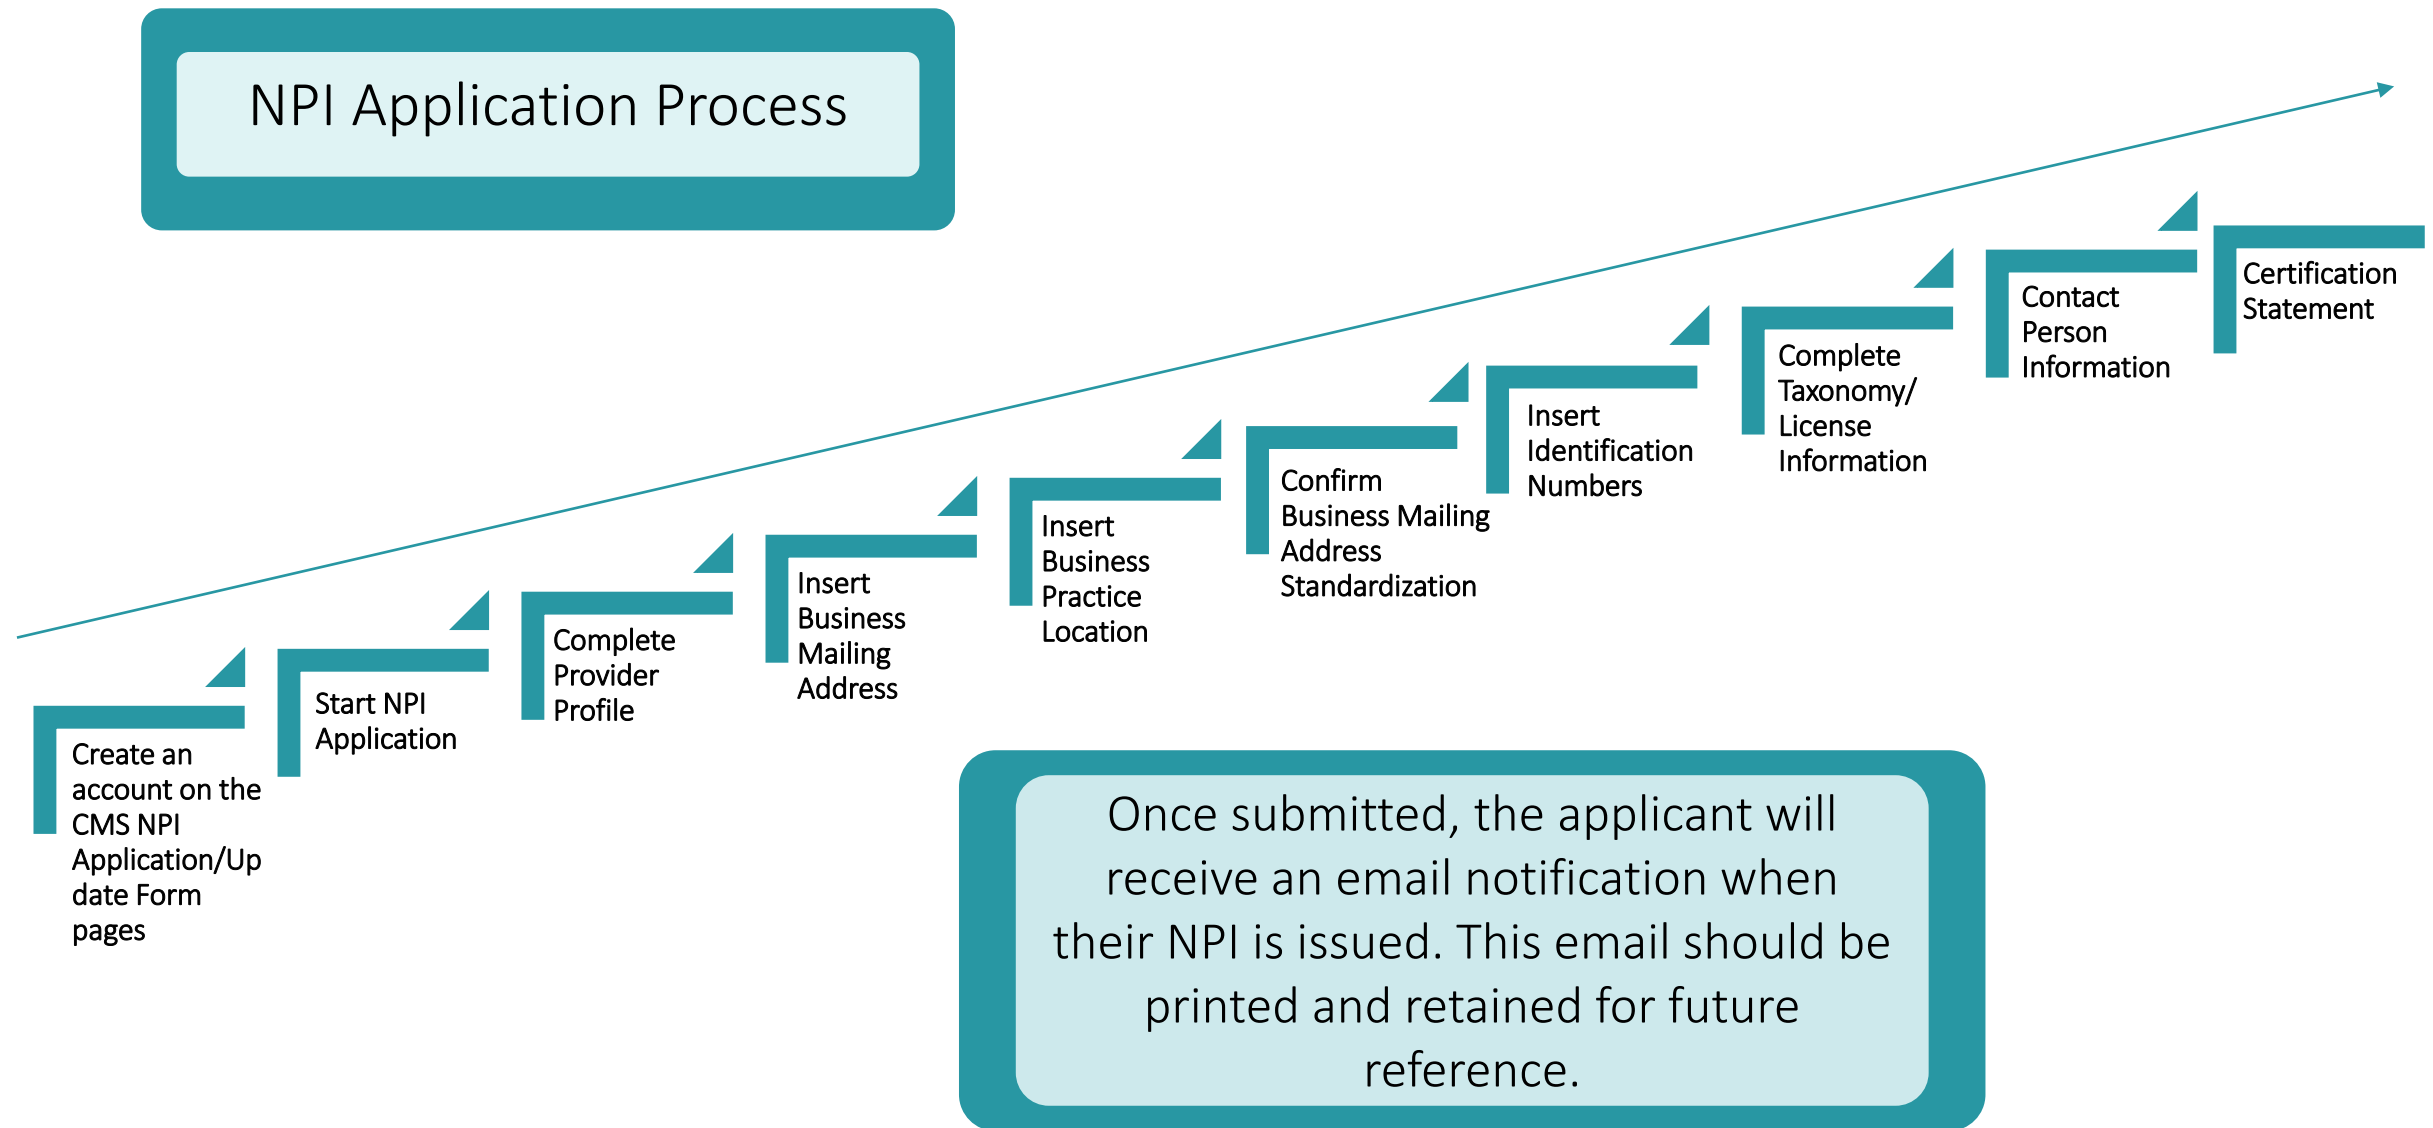 NPI Application Process
Create an
account on the
CMS NPI
Application/Up
date Form
pages
Start NPI
Application
Complete
Provider
Profile
Insert
Business
Mailing
Address
Insert
Business
Practice
Location
Confirm
Business Mailing
Address
Standardization
Insert
Identification
Numbers
Complete
Taxonomy/
License
Information
Contact
Person
Information
Certification
Statement
Once submitted, the applicant will
receive an email notification when
their NPI is issued. This email should be
printed and retained for future
reference.